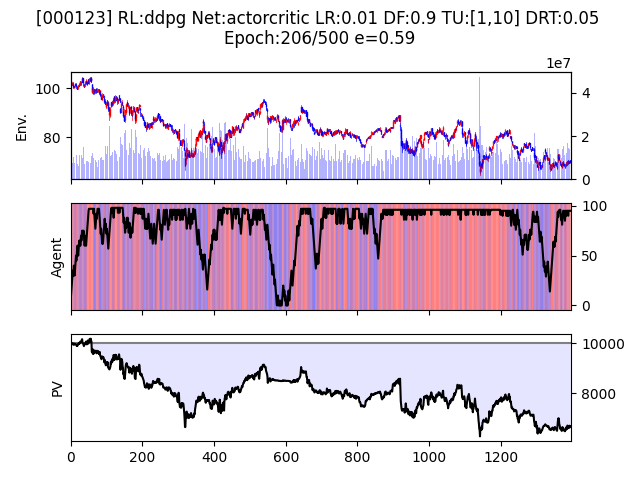 [000123] RL:ddpg Net:actorcritic LR:0.01 DF:0.9 TU:[1,10] DRT:0.05
Epoch:206/500 e=0.59
1e7
100
80
Env.
4
2
0
Agent
100
50
0
PV
10000
8000
0
200
400
600
800
1000
1200